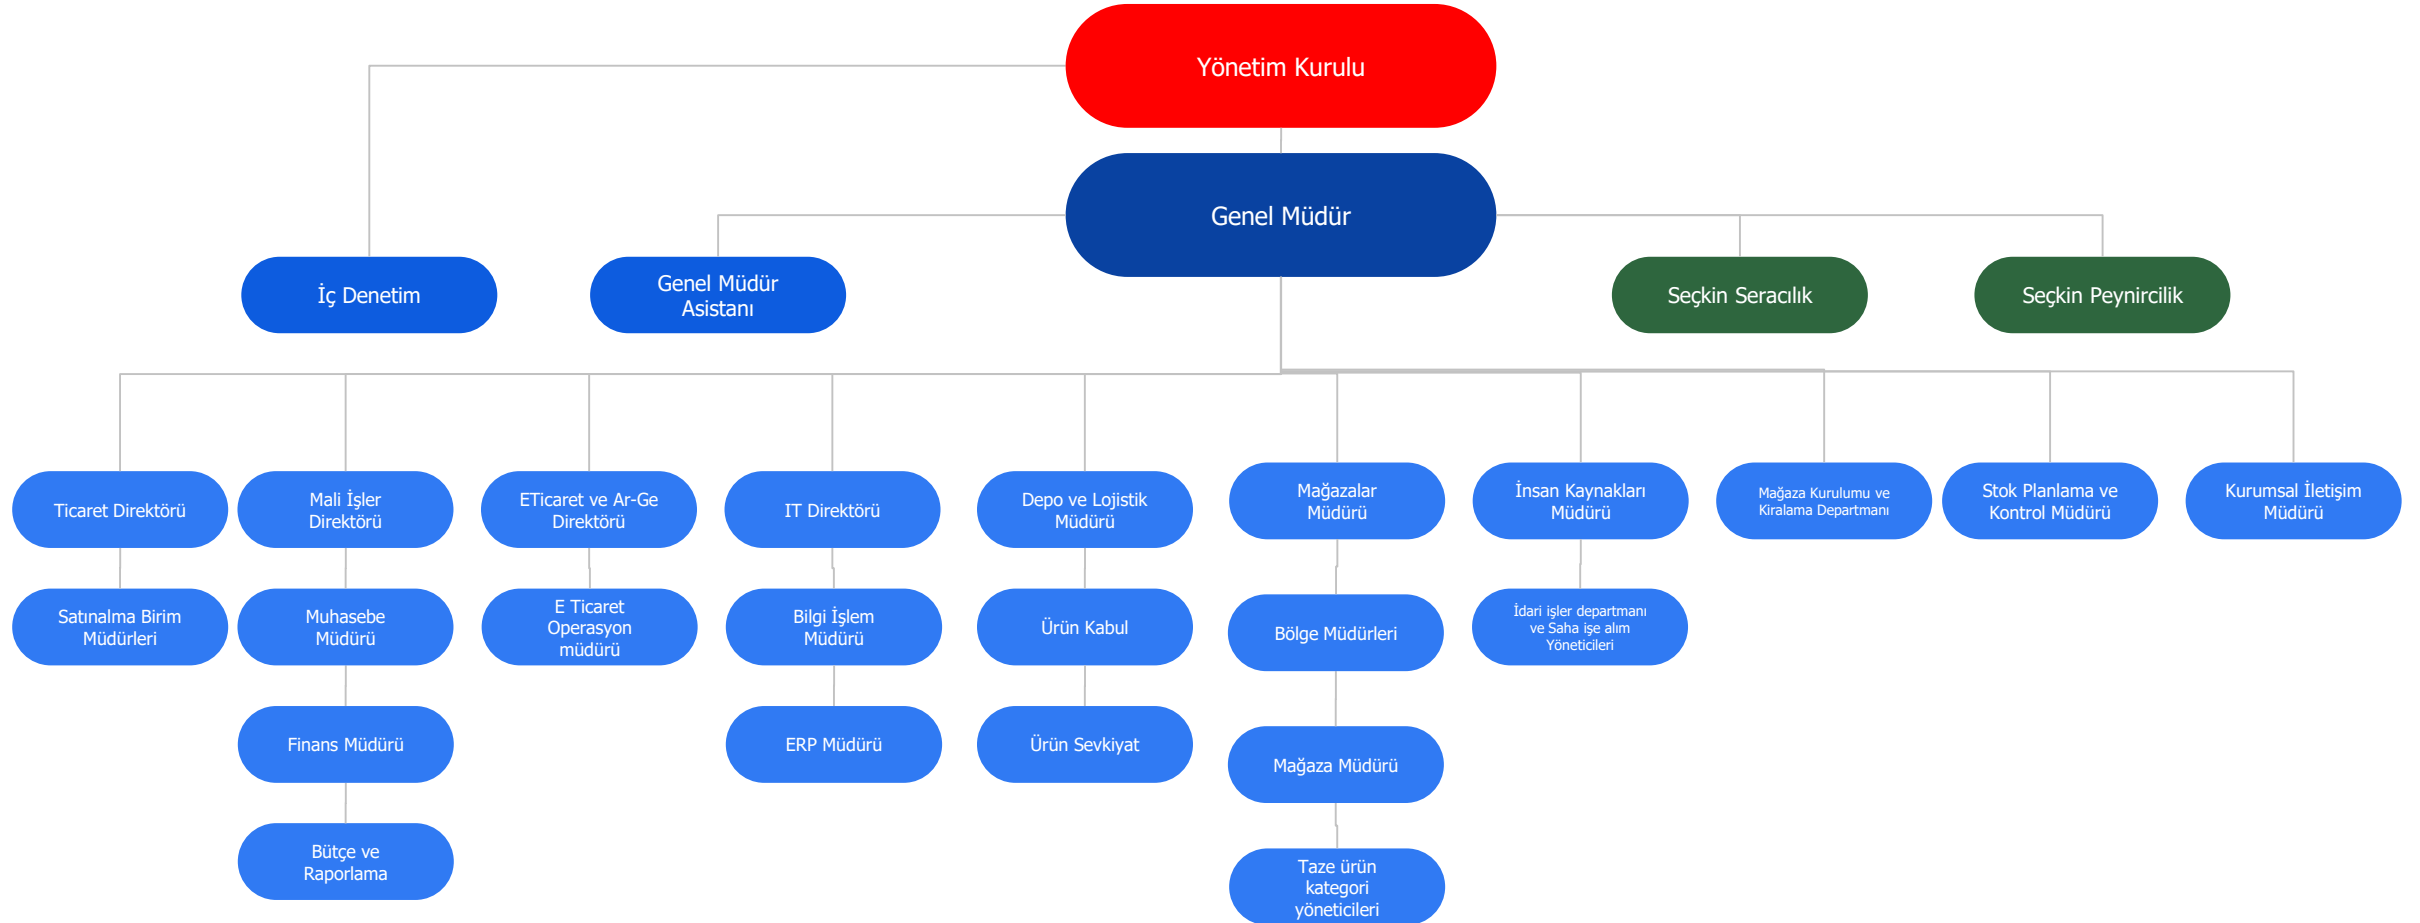 Yönetim Kurulu
Genel Müdür
İç Denetim
Genel Müdür
Asistanı
Seçkin Seracılık
Seçkin Peynircilik
Ticaret Direktörü
Mali İşler
Direktörü
ETicaret ve Ar-Ge
Direktörü
IT Direktörü
Depo ve Lojistik
Müdürü
Mağazalar
Müdürü
İnsan Kaynakları
Müdürü
Mağaza Kurulumu ve
Kiralama Departmanı
Stok Planlama ve
Kontrol Müdürü
Kurumsal İletişim
Müdürü
Satınalma Birim
Müdürleri
Muhasebe
Müdürü
E Ticaret
Operasyon
müdürü
Bilgi İşlem
Müdürü
Ürün Kabul
Bölge Müdürleri
İdari işler departmanı
ve Saha işe alım
Yöneticileri
Finans Müdürü
ERP Müdürü
Ürün Sevkiyat
Mağaza Müdürü
Bütçe ve
Raporlama
Taze ürün
kategori
yöneticileri